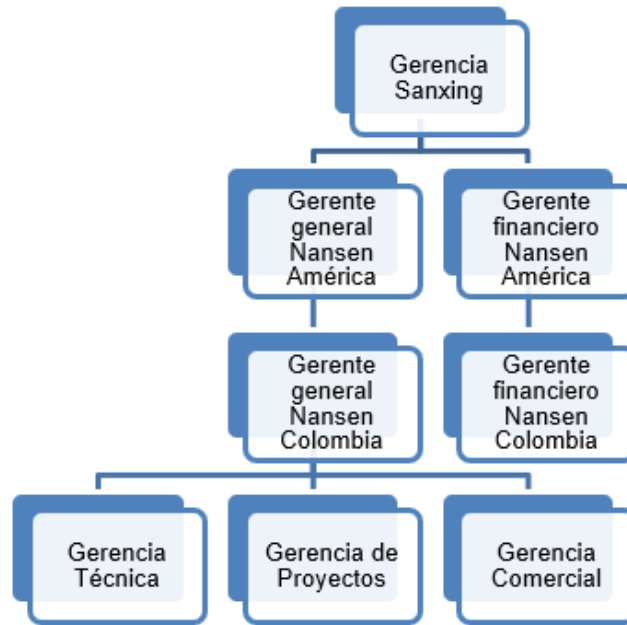 Gerencia
Sanxing
Gerente
general
Nansen
América
Gerente
financiero
Nansen
América
Gerente
general
Nansen
Colombia
Gerente
financiero
Nansen
Colombia
Gerencia
Técnica
Gerencia de
Proyectos
Gerencia
Comercial